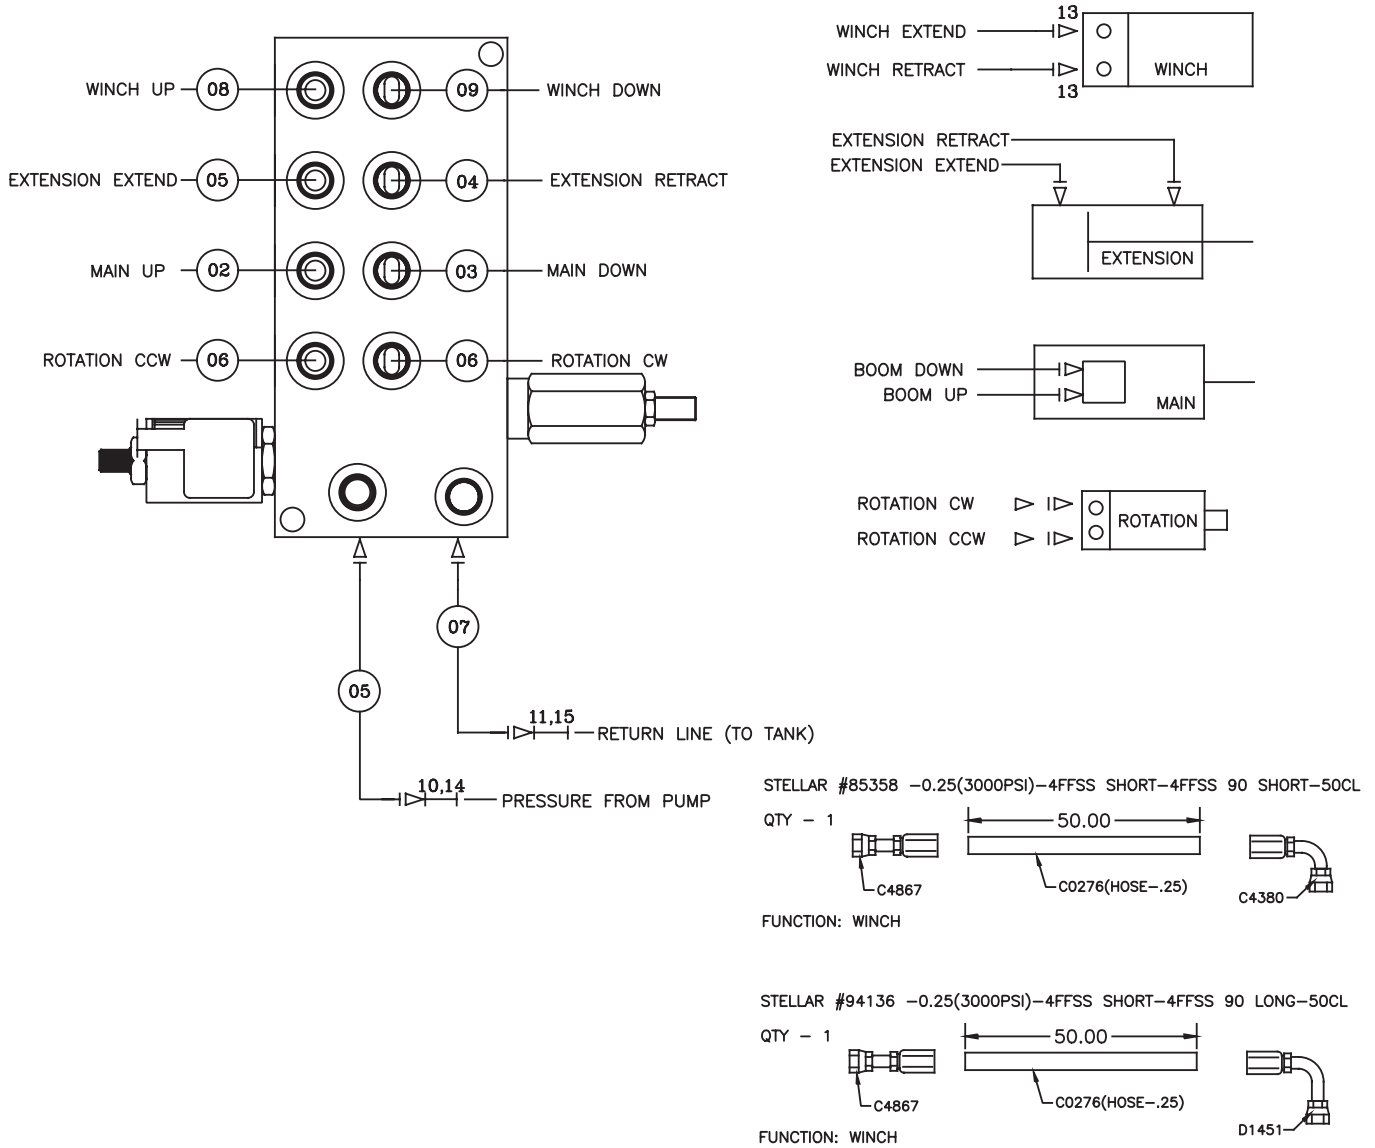 WINCH UP 08 09 WINCH DOWN
EXTENSION EXTEND 05 04 EXTENSION RETRACT
MAIN UP 02 03 MAIN DOWN
ROTATION CCW 06 06 ROTATION CW
07
05
11,15
RETURN LINE (TO TANK)
10,14
PRESSURE FROM PUMP
13
WINCH EXTEND
WINCH RETRACT
WINCH
13
EXTENSION RETRACT
EXTENSION EXTEND
EXTENSION
BOOM DOWN
BOOM UP
MAIN
ROTATION CW
ROTATION
ROTATION CCW
STELLAR #85358 -0.25(3000PSI)-4FFSS SHORT-4FFSS 90 SHORT-50CL
QTY - 1
50.00
C4867
C0276(HOSE-.25)
C4380
FUNCTION: WINCH
STELLAR #94136 -0.25(3000PSI)-4FFSS SHORT-4FFSS 90 LONG-50CL
QTY - 1
50.00
C4867
C0276(HOSE-.25)
D1451
FUNCTION: WINCH